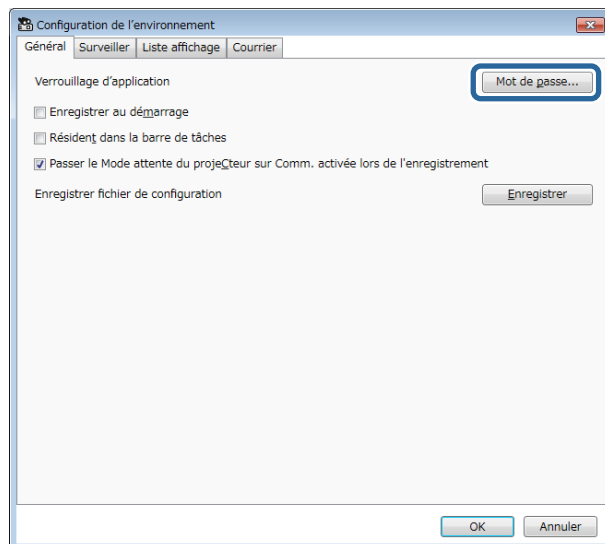 Configuration de l'environnement
Général Surveiller Liste affichage Courrier
Verrouillage d'application Mot de passe...
Enregistrer au démarrage
Résident dans la barre de tâches
Passer le Mode attente du projeCteur sur Comm. activée lors de l'enregistrement
Enregistrer fichier de configuration Enregistrer
OK Annuler